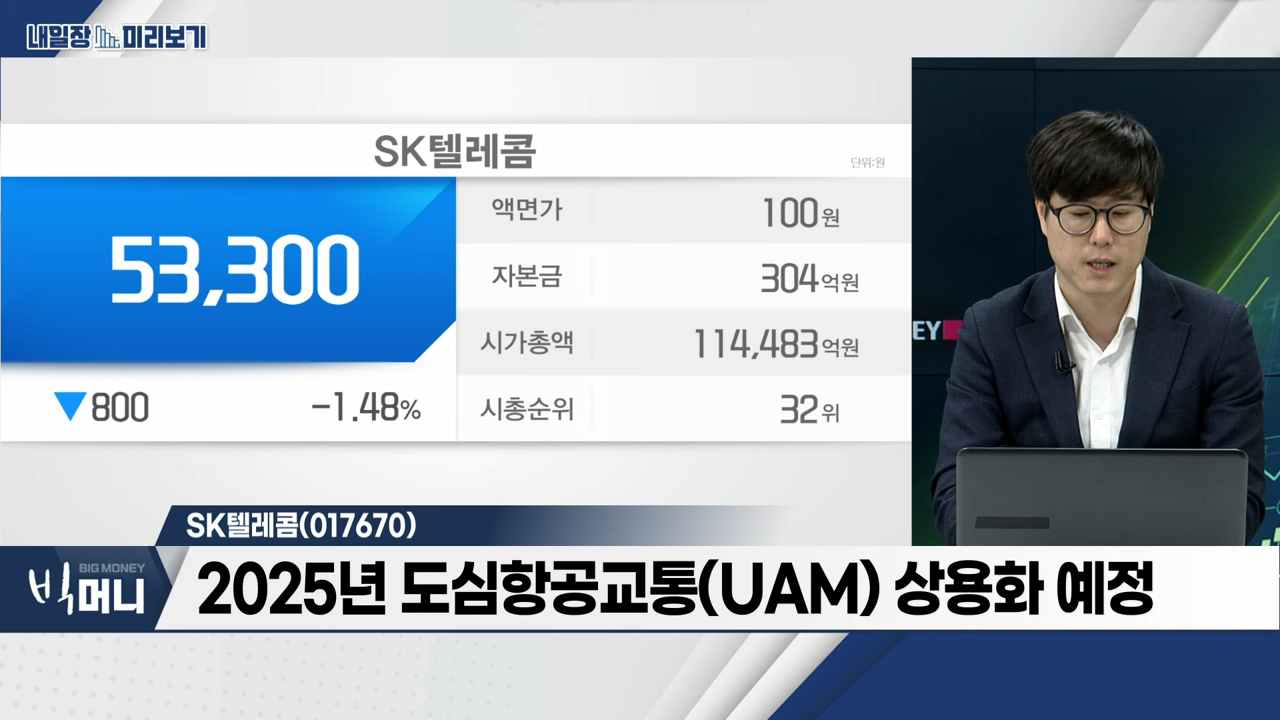 내일장 미리보기
SK텔레콤
단위:원
53,300
▼800 -1.48%
액면가 100원
자본금 304억원
시가총액 114,483억원
시총순위 32위
EY
SK텔레콤(017670)
BIG MONEY
빅머니
2025년 도심항공교통(UAM) 상용화 예정